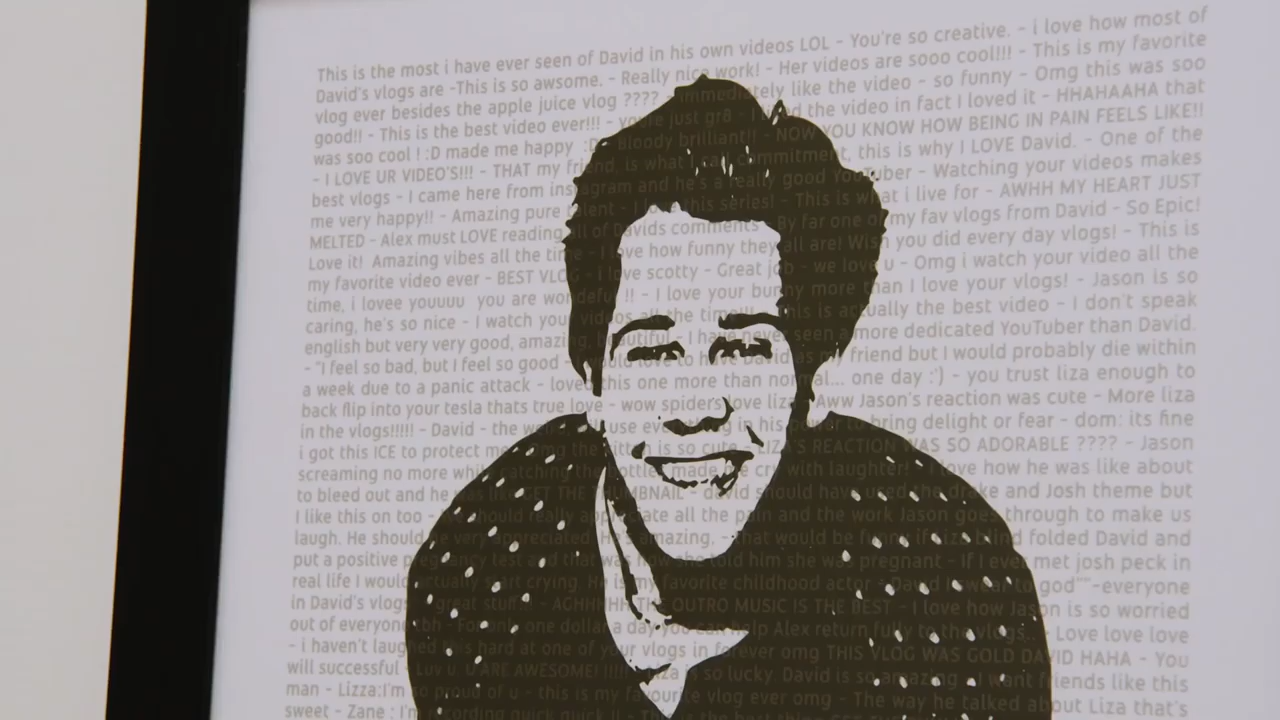 This is the most i have ever seen of David in his own videos LOL - You're so creative. - i love how most of
David's vlogs are -This is so awsome. - Really nice work! - Her videos are sooo cool!!! - This is my favorite
vlog ever besides the apple juice vlog ???? - immediately like the video - so funny - Omg this was soo
good!! - This is the best video ever!!! - you're just gr8 - I the video in fact I loved it - HHAHAAHA that
was soo cool ! :D made me happy :D Bloody brilliant!! - NOW YOU KNOW HOW BEING IN PAIN FEELS LIKE!!
- I LOVE UR VIDEO'S!!! - THAT my friend, is what I call commitment, this is why I LOVE David. - One of the
best vlogs - I came here from instagram and he's a really good YouTuber - Watching your videos makes
me very happy!! - Amazing pure talent - I love this series! - This is what i live for - AWHH MY HEART JUST
MELTED - Alex must LOVE reading all of Davids comments - By far one of my fav vlogs from David - So Epic!
Love it! Amazing vibes all the time - I love how funny they all are! Wish you did every day vlogs! - This is
my favorite video ever - BEST VLOG - i love scotty - Great job - we love u - Omg i watch your video all the
time, i lovee youuuu you are wondeful !! - I love your bunny more than I love your vlogs! - Jason is so
caring, he's so nice - I watch your videos all the time!!! - This is actually the best video - I don't speak
english but very very good, amazing, beautiful - I have never seen a more dedicated YouTuber than David.
- "I feel so bad, but I feel so good - I would love to have David as my friend but I would probably die within
a week due to a panic attack - loved this one more than normal... one day :') - you trust liza enough to
back flip into your tesla thats true love - wow spiders love liza Aww Jason's reaction was cute - More liza
in the vlogs!!!!! - David - the will use everything in his power to bring delight or fear - dom: its fine
i got this ICE to protect me - the kitten is so cute - LIZA'S REACTION WAS SO ADORABLE ???? - Jason
screaming no more while catching the bottle made me cry with laughter! - I love how he was like about
to bleed out and he was like GET THE THUMBNAIL - david should have used the drake and Josh theme but
I like this on too - We should really appreciate all the pain and the work Jason goes through to make us
laugh. He should be very appreciated. He's amazing. - That would be funny if liza blind folded David and
put a positive pregnancy test and that was how she told him she was pregnant - if I ever met josh peck in
real life I would actually start crying. He is my favorite childhood actor - David I swear to god"" -everyone
in David's vlogs - great stuff!!! - AGHHHHH THE OUTRO MUSIC IS THE BEST - I love how Jason is so worried
out of everyone tbh - For only one dollar a day you can help Alex return fully to the vlogs. - Love love love
- i haven't laughed this hard at one of your vlogs in forever omg THIS VLOG WAS GOLD DAVID HAHA - You
will successful - Luv u U ARE AWESOME! !!!! Liza is so lucky. David is so amazing - I want friends like this
man - Lizza:I'm so proud of u - this is my favourite vlog ever omg - The way he talked about Liza that's
sweet - Zane : I'm recording quick quick